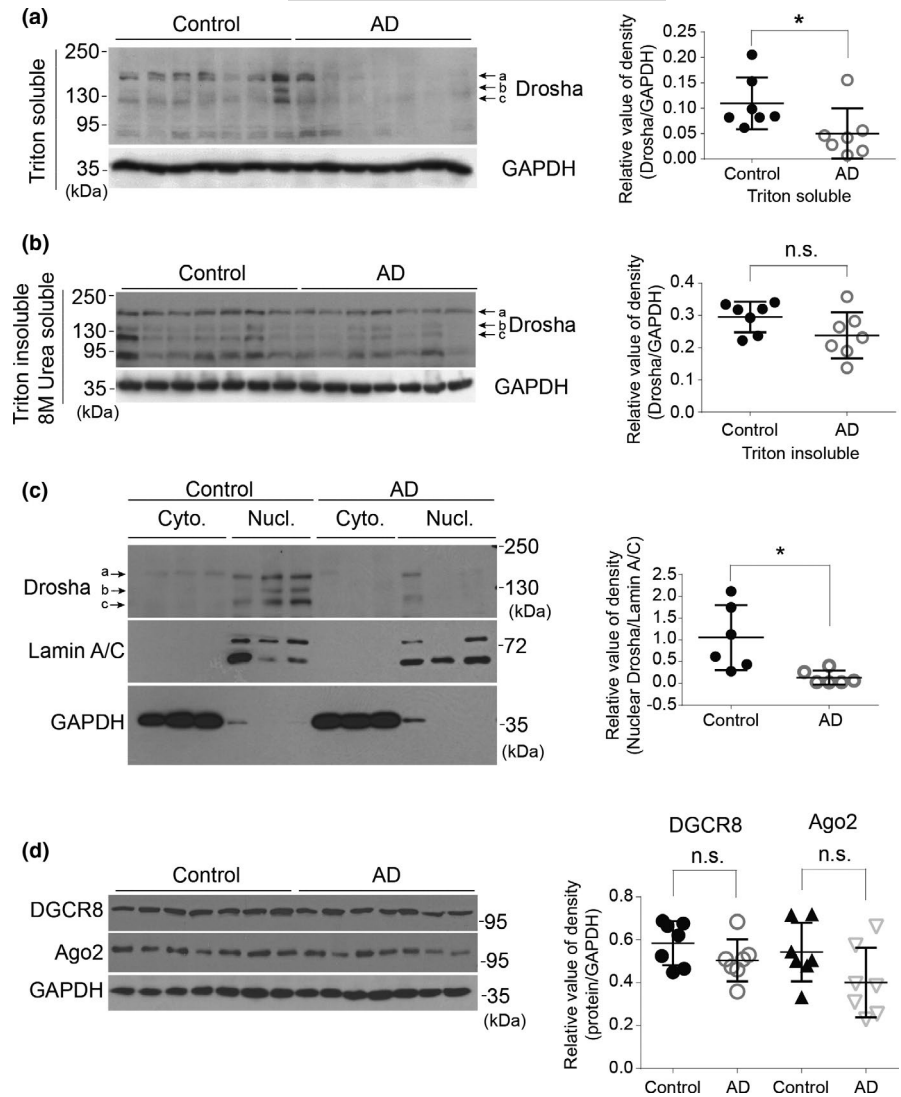 (a)
Control AD
Triton soluble
250
130
95
35
(kDa)
a
b
c
Drosha
GAPDH
*
Relative value of density
(Drosha/GAPDH)
0.25
0.20
0.15
0.10
0.05
0.00
Control AD
Triton soluble
(b)
Control AD
Triton insoluble
8M Urea soluble
250
130
95
35
(kDa)
a
b
c
Drosha
GAPDH
n.s.
Relative value of density
(Drosha/GAPDH)
0.4
0.3
0.2
0.1
0.0
Control AD
Triton insoluble
(c)
Control AD
Cyto. Nucl. Cyto. Nucl.
Drosha
a
b
c
Lamin A/C
GAPDH
250
130
(kDa)
72
35
(kDa)
*
Relative value of density
(Nuclear Drosha/Lamin A/C)
2.5
2.0
1.5
1.0
0.5
0.0
-0.5
Control AD
(d)
Control AD
DGCR8
Ago2
GAPDH
95
95
35
(kDa)
DGCR8 Ago2
n.s. n.s.
Relative value of density
(protein/GAPDH)
0.8
0.6
0.4
0.2
0.0
Control AD Control AD